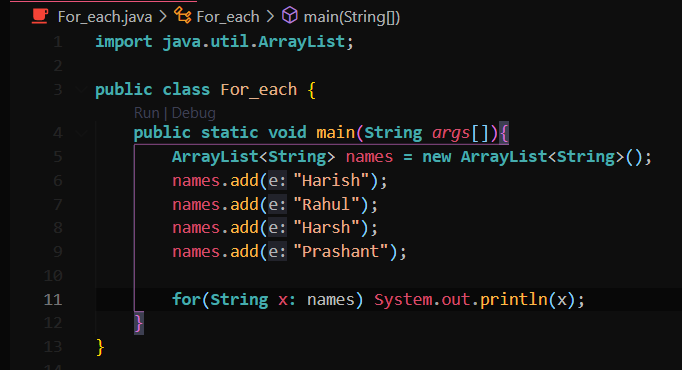 For_each.java > For_each > main(String[])
1 import java.util.ArrayList;
2
3 public class For_each {
Run | Debug
4 public static void main(String args[]){
5 ArrayList<String> names = new ArrayList<String>();
6 names.add(e:"Harish");
7 names.add(e:"Rahul");
8 names.add(e:"Harsh");
9 names.add(e:"Prashant");
10
11 for(String x: names) System.out.println(x);
12 }
13 }
14